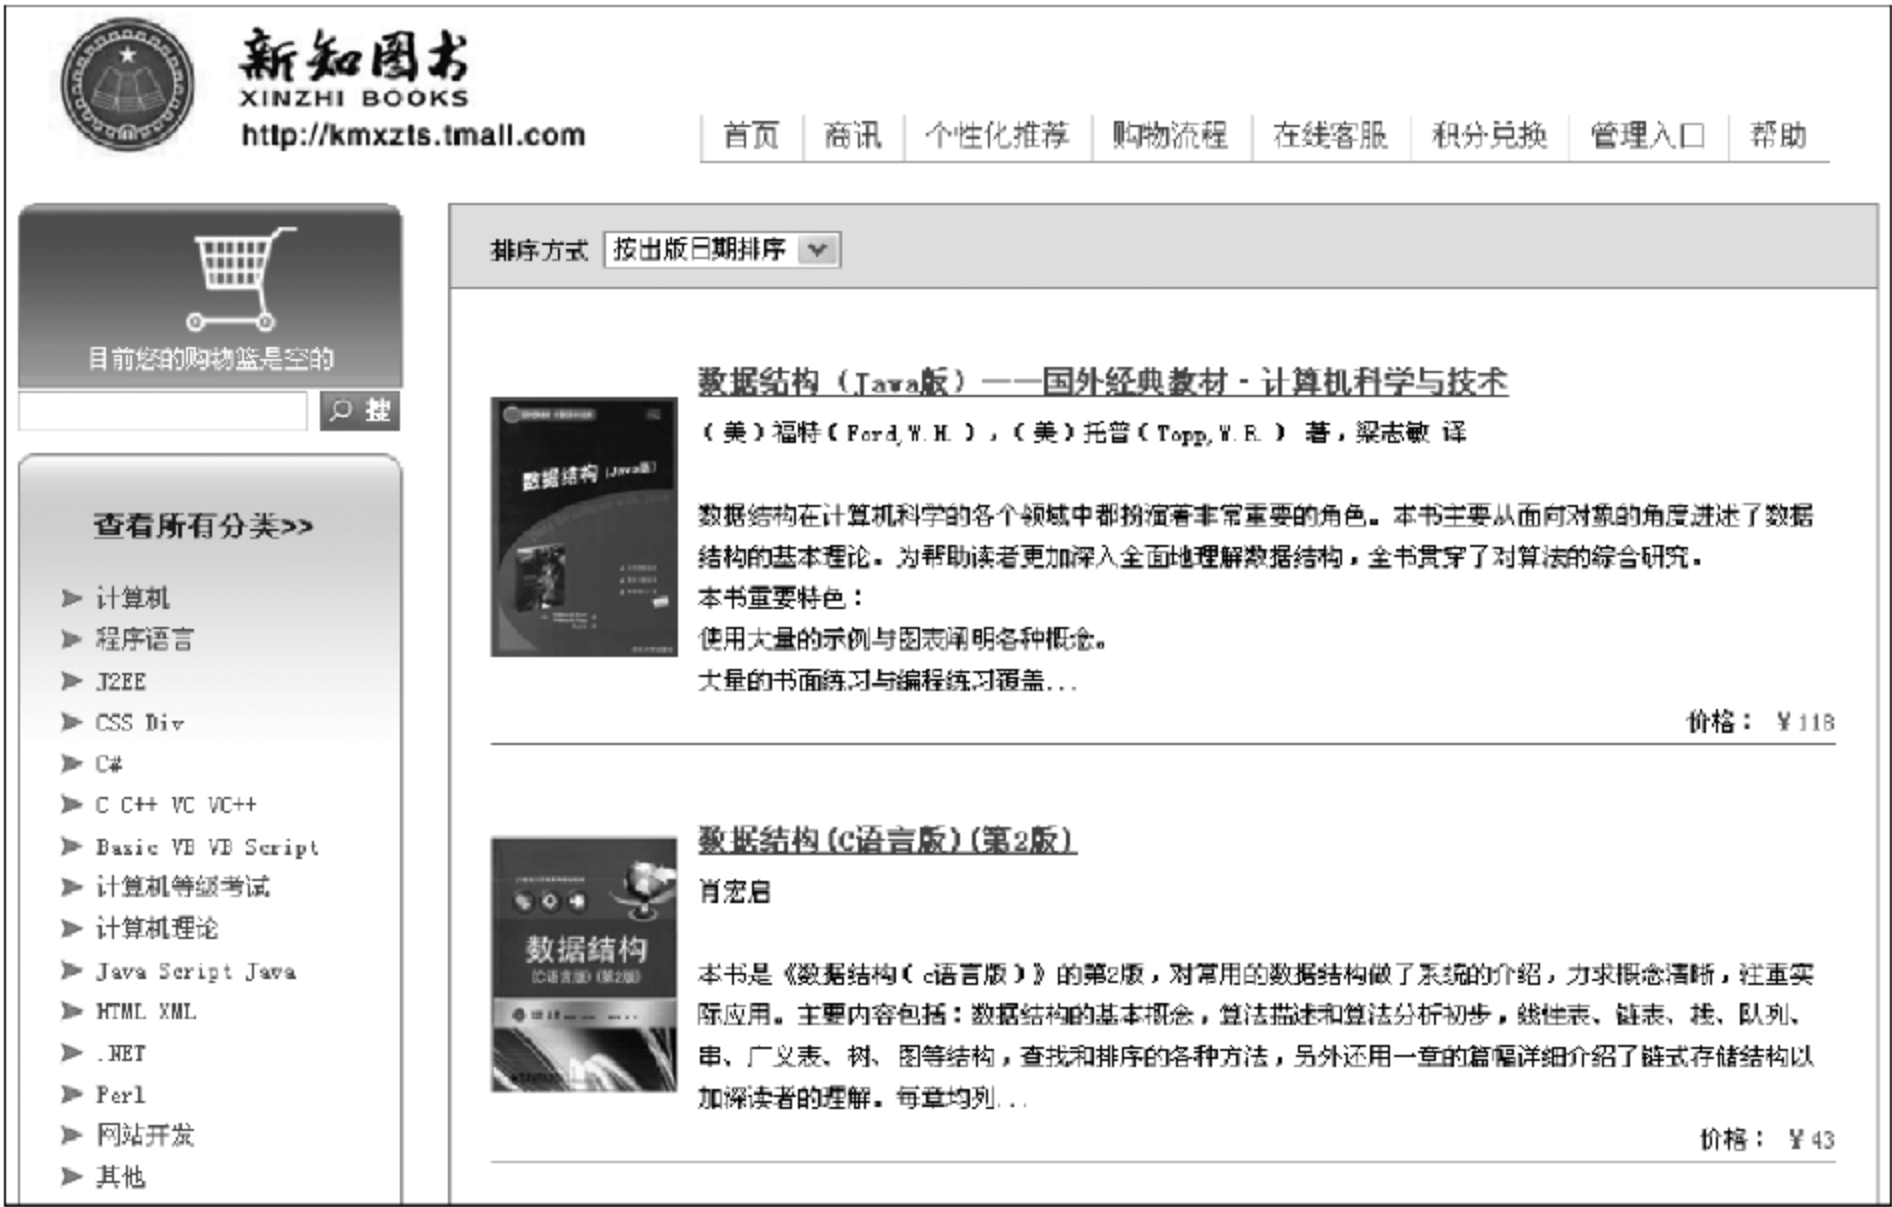 新知图书
XINZHI BOOKS
http://kmxzts.tmall.com
首页 商讯 个性化推荐 购物流程 在线客服 积分兑换 管理入口 帮助
目前您的购物篮是空的
搜
查看所有分类>>
计算机
程序语言
J2EE
CSS Div
C#
C C++ VC VC++
Basic VB VB Script
计算机等级考试
计算机理论
Java Script Java
HTML XML
.NET
Perl
网站开发
其他
排序方式 按出版日期排序
数据结构（Java版）——国外经典教材-计算机科学与技术
（美）福特（Ford,W.H.），（美）托普（Topp,W.R.） 著，梁志敏 译
数据结构在计算机科学的各个领域中都扮演着非常重要的角色。本书主要从面向对象的角度讲述了数据
结构的基本理论。为帮助读者更加深入全面地理解数据结构，全书贯穿了对算法的综合研究。
本书重要特色：
使用大量的示例与图表阐明各种概念。
大量的书面练习与编程练习覆盖...
价格： ￥118
数据结构（Java版）
数据结构(C语言版)(第2版)
肖宏启
本书是《数据结构（c语言版）》的第2版，对常用的数据结构做了系统的介绍，力求概念清晰，注重实
际应用。主要内容包括：数据结构的基本概念，算法描述和算法分析初步，线性表、链表、栈、队列、
串、广义表、树、图等结构，查找和排序的各种方法，另外还用一章的篇幅详细介绍了链式存储结构以
加深读者的理解。每章均列...
价格： ￥43
数据结构
(C语言版)（第2版）